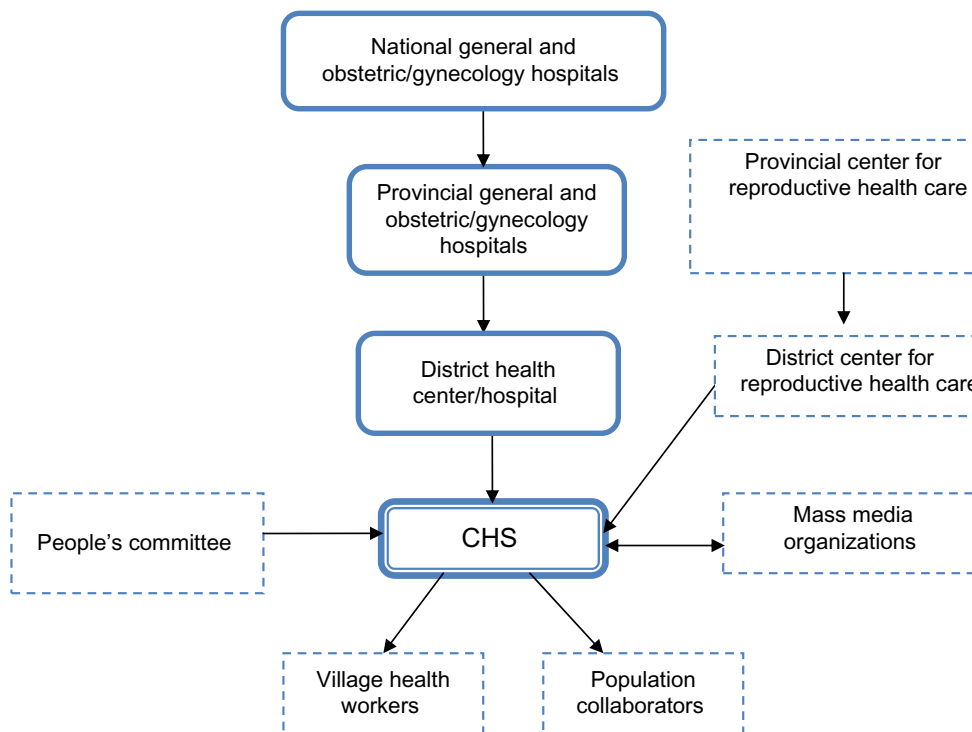 National general and
obstetric/gynecology hospitals
Provincial center for
reproductive health care
Provincial general and
obstetric/gynecology
hospitals
District health
center/hospital
District center for
reproductive health care
People's committee
CHS
Mass media
organizations
Village health
workers
Population
collaborators